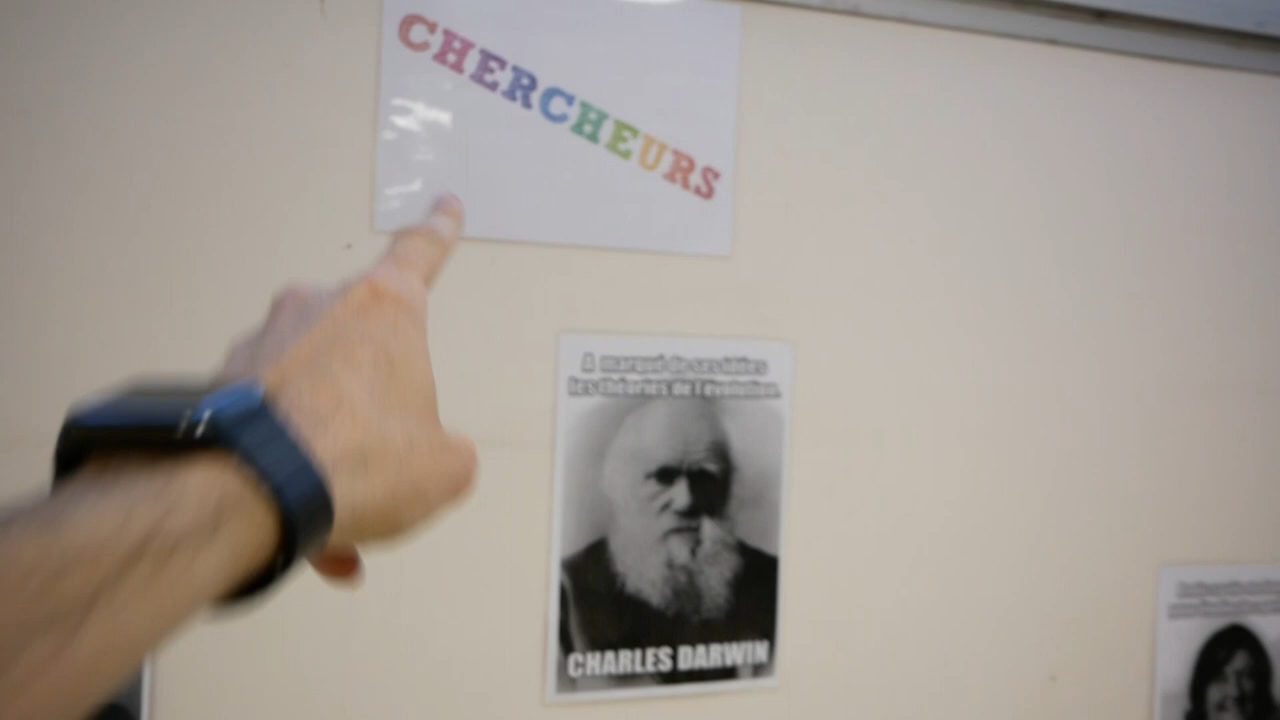 CHERCHEURS
A marqué de ses idées
les théories de l'évolution.
CHARLES DARWIN